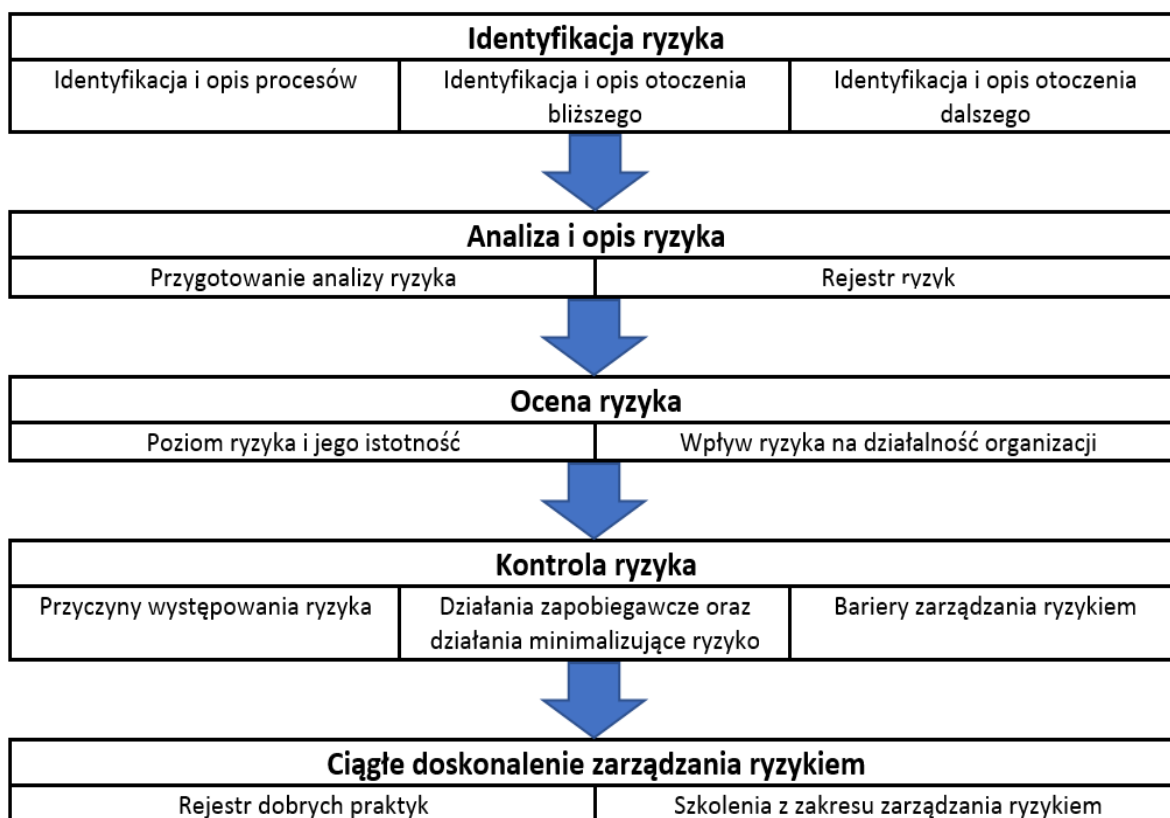 Identyfikacja ryzyka
Identyfikacja i opis procesów
Identyfikacja i opis otoczenia
bliższego
Identyfikacja i opis otoczenia
dalszego
Analiza i opis ryzyka
Przygotowanie analizy ryzyka
Rejestr ryzyk
Ocena ryzyka
Poziom ryzyka i jego istotność
Wpływ ryzyka na działalność organizacji
Kontrola ryzyka
Przyczyny występowania ryzyka
Działania zapobiegawcze oraz
działania minimalizujące ryzyko
Bariery zarządzania ryzykiem
Ciągłe doskonalenie zarządzania ryzykiem
Rejestr dobrych praktyk
Szkolenia z zakresu zarządzania ryzykiem